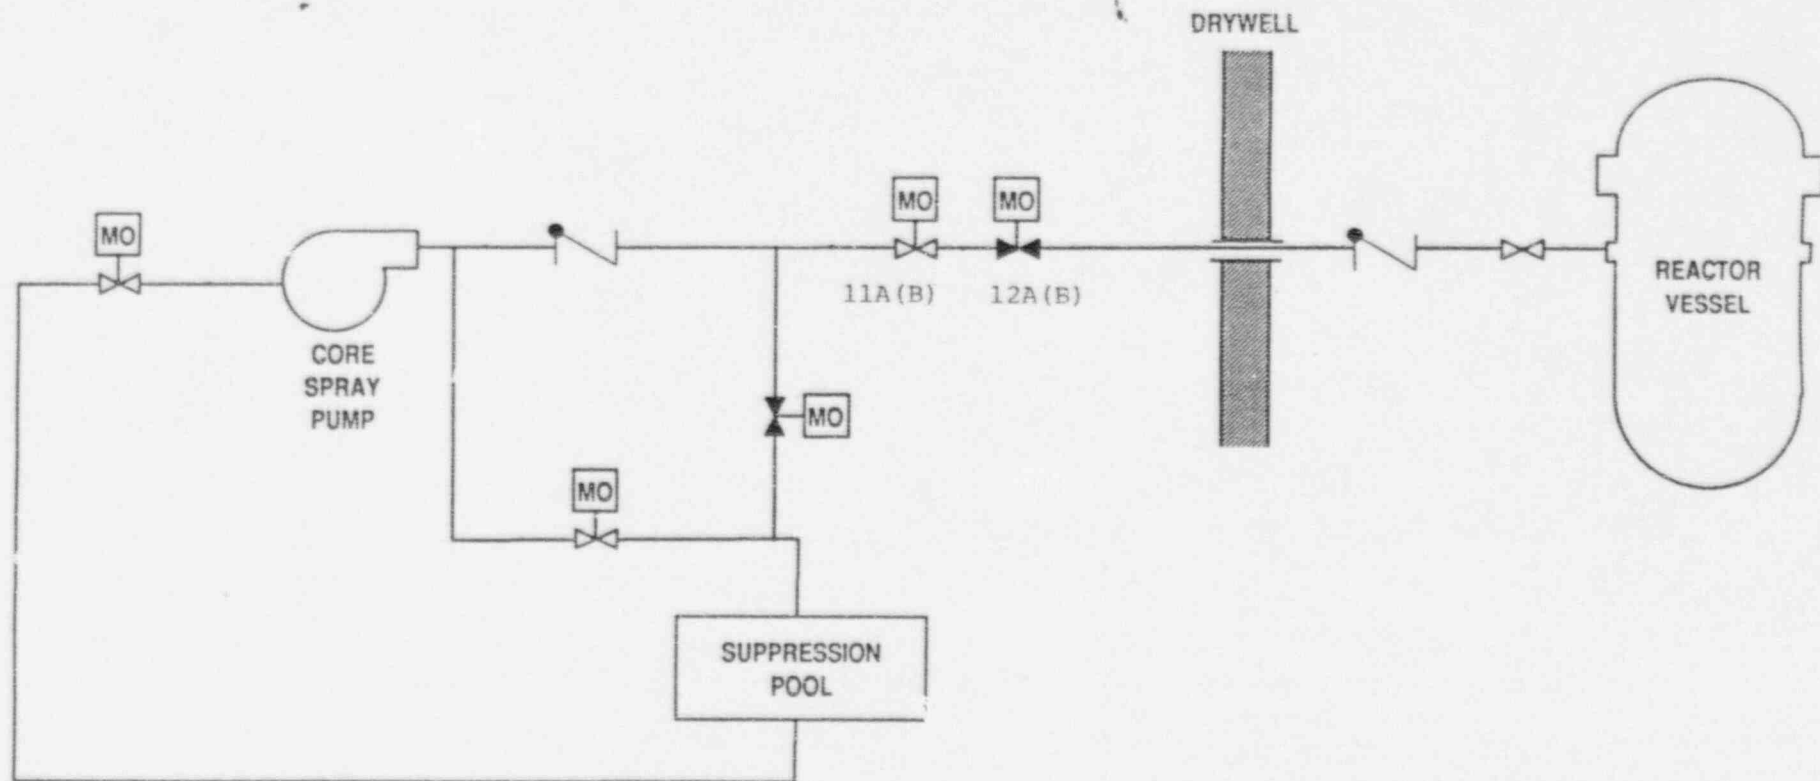 DRYWELL
MO
MO
MO
11A(B)
12A(B)
CORE
SPRAY
PUMP
REACTOR
VESSEL
MO
MO
SUPPRESSION
POOL